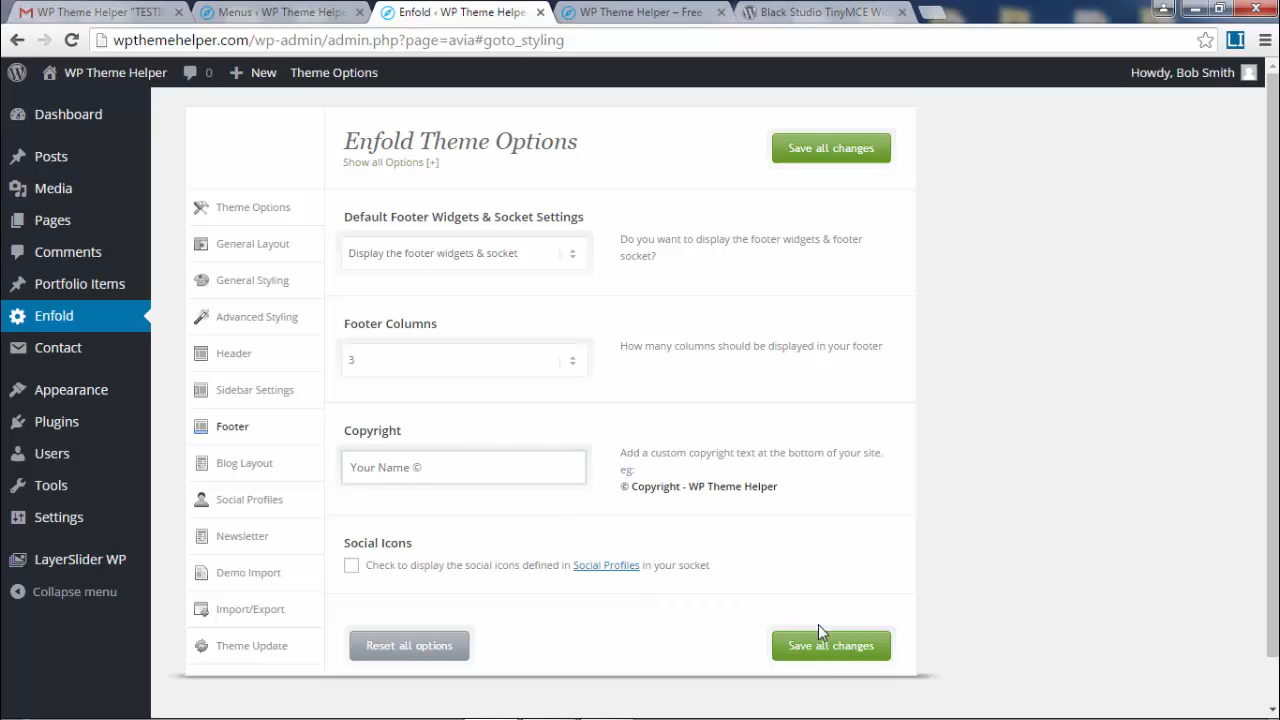 WP Theme Helper "TESTI
Menus ‹ WP Theme Helpe
Enfold ‹ WP Theme Helpe
WP Theme Helper – Free
Black Studio TinyMCE Wi
wpthemehelper.com/wp-admin/admin.php?page=avia#goto_styling
LI
WP Theme Helper
0
New
Theme Options
Howdy, Bob Smith
Dashboard
Posts
Media
Pages
Comments
Portfolio Items
Enfold
Contact
Appearance
Plugins
Users
Tools
Settings
LayerSlider WP
Collapse menu
Theme Options
General Layout
General Styling
Advanced Styling
Header
Sidebar Settings
Footer
Blog Layout
Social Profiles
Newsletter
Demo Import
Import/Export
Theme Update
Enfold Theme Options
Show all Options [+]
Save all changes
Default Footer Widgets & Socket Settings
Display the footer widgets & socket
Do you want to display the footer widgets & footer
socket?
Footer Columns
3
How many columns should be displayed in your footer
Copyright
Your Name ©
Add a custom copyright text at the bottom of your site.
eg:
© Copyright - WP Theme Helper
Social Icons
Check to display the social icons defined in Social Profiles in your socket
Reset all options
Save all changes